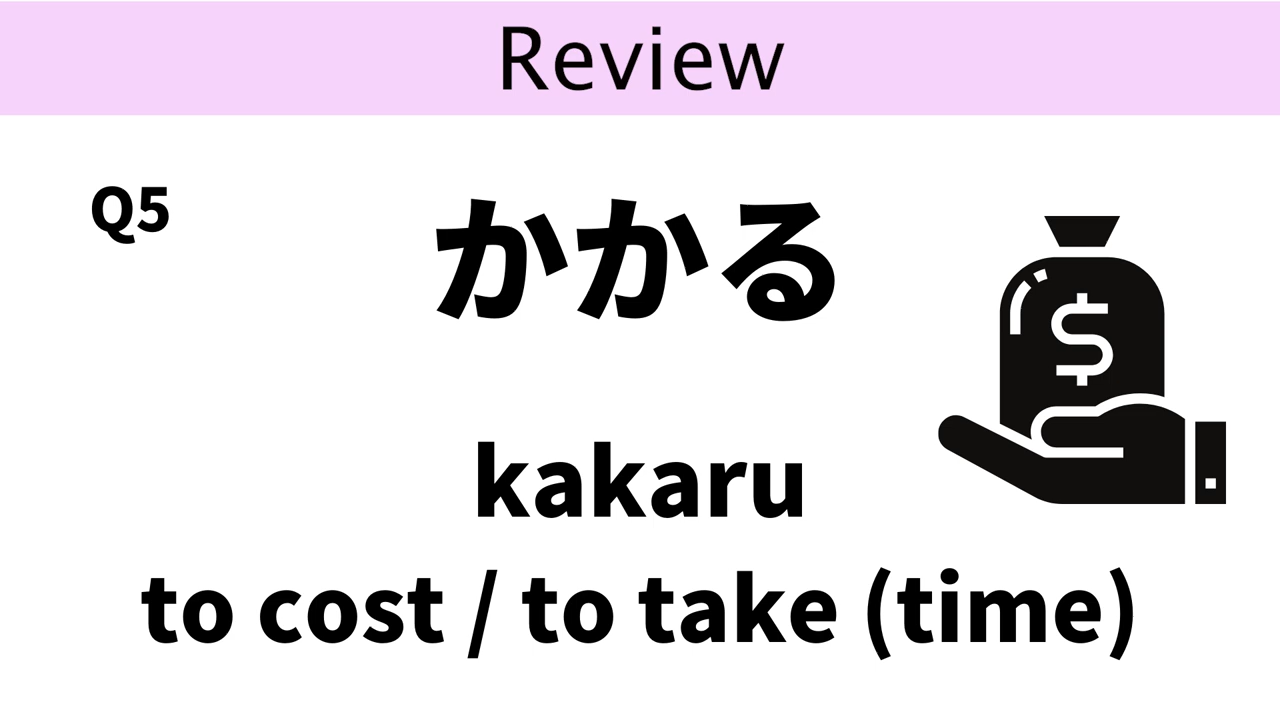 Review
Q5
かかる
$
kakaru
to cost / to take (time)